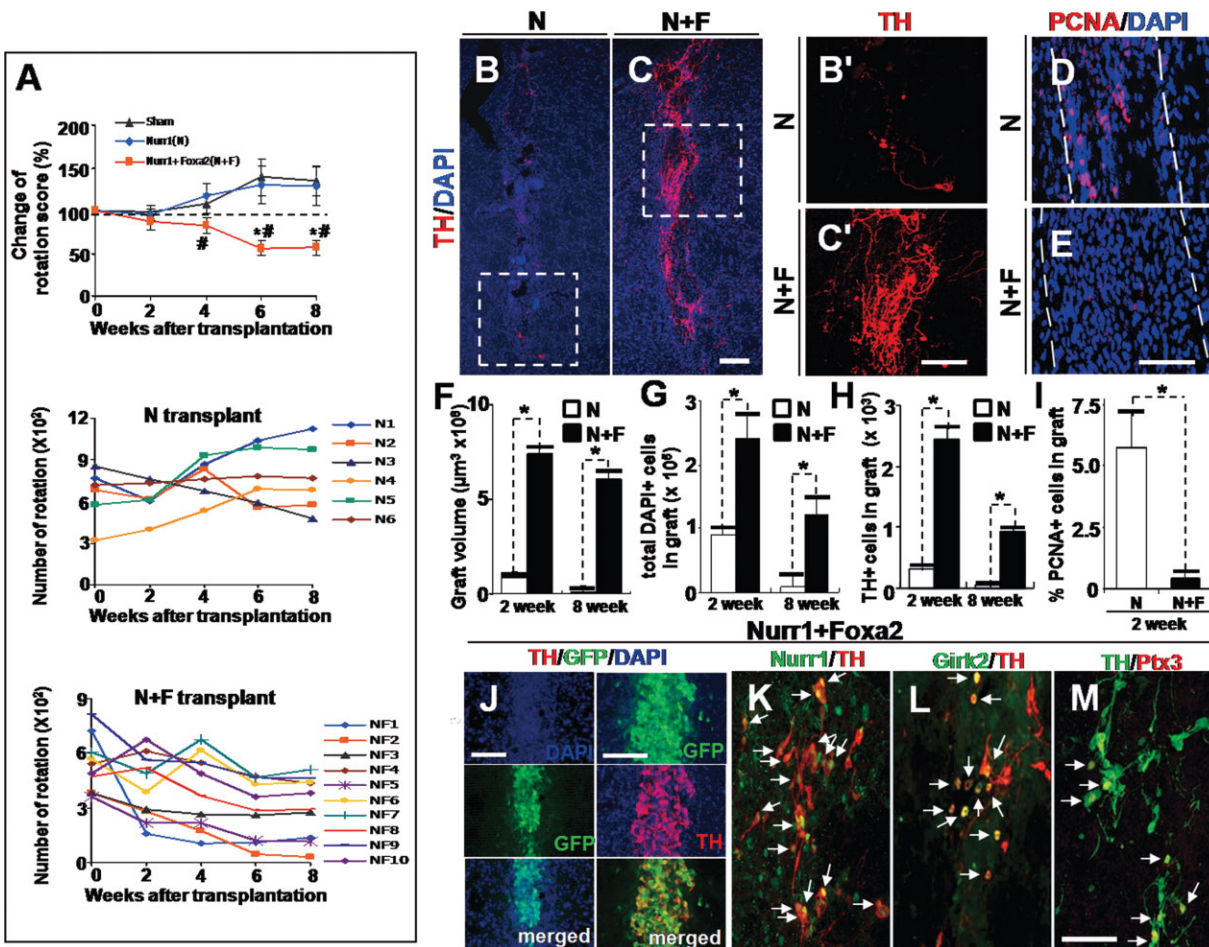 A
Change of
rotation score (%)
200
150
100
50
0
Sham
Nurr1(N)
Nurr1+Foxa2(N+F)
#
*#
*#
0 2 4 6 8
Weeks after transplantation
N transplant
Number of rotation (X10²)
12
9
6
3
0
N1
N2
N3
N4
N5
N6
0 2 4 6 8
Weeks after transplantation
N+F transplant
Number of rotation (X10²)
9
6
3
0
NF1
NF2
NF3
NF4
NF5
NF6
NF7
NF8
NF9
NF10
0 2 4 6 8
Weeks after transplantation
N
N+F
TH
PCNA/DAPI
TH/DAPI
B
C
N
B'
N
D
N+F
C'
N+F
E
F
Graft volume (µm³ x10⁸)
10
5
0
*
*
N
N+F
2 week 8 week
G
total DAPI+ cells
in graft (x 10⁶)
3
2
1
0
*
*
N
N+F
2 week 8 week
H
TH+ cells in graft (x 10³)
3
2
1
0
*
*
N
N+F
2 week 8 week
I
% PCNA+ cells in graft
7.5
5.0
2.5
0
*
N N+F
2 week
Nurr1+Foxa2
TH/GFP/DAPI
Nurr1/TH
Girk2/TH
TH/Ptx3
J
DAPI
GFP
GFP
TH
merged
merged
K
L
M